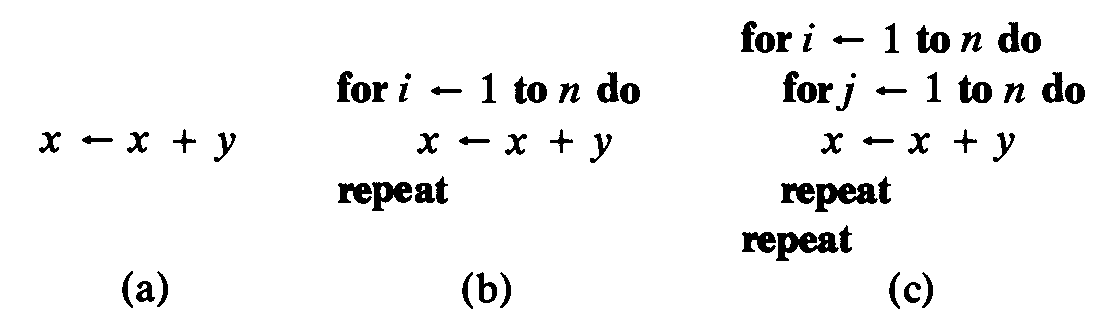 x ← x + y
(a)
for i ← 1 to n do
x ← x + y
repeat
(b)
for i ← 1 to n do
for j ← 1 to n do
x ← x + y
repeat
repeat
(c)